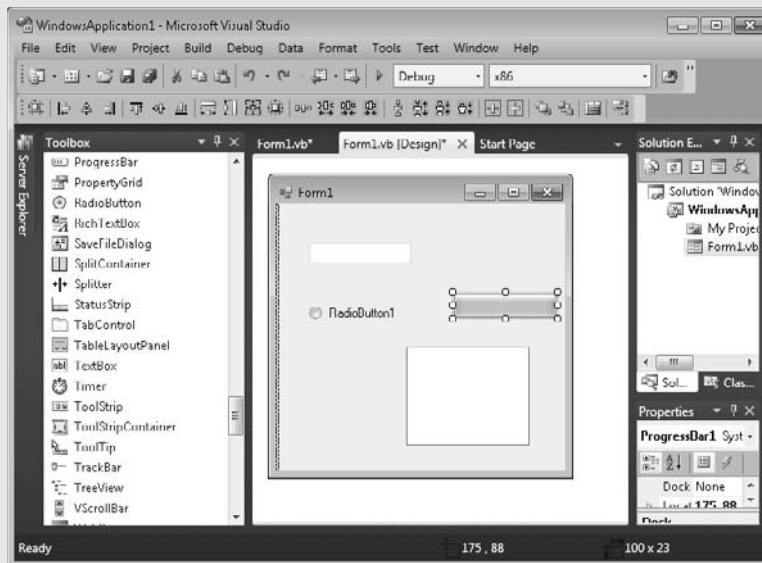 WindowsApplication1 - Microsoft Visual Studio
File Edit View Project Build Debug Data Format Tools Test Window Help
Debug x86
Server Explorer
Toolbox
ProgressBar
PropertyGrid
RadioButton
RichTextBox
SaveFileDialog
SplitContainer
Splitter
StatusStrip
TabControl
TableLayoutPanel
TextBox
Timer
ToolStrip
ToolStripContainer
ToolTip
TrackBar
TreeView
VScrollBar
Form1.vb* Form1.vb [Design]* Start Page
Form1
RadioButton1
Solution E...
Solution 'Window
WindowsApp
My Projec
Form1.vb
Sol... Clas...
Properties
ProgressBar1 Syst
Dock None
175, 88
Dock
Ready 175 , 88 100 x 23